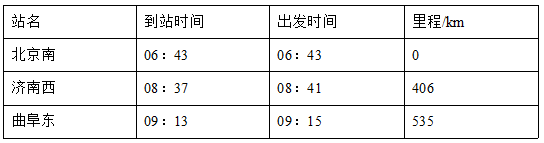 站名 到站时间 出发时间 里程/km
北京南 06：43 06：43 0
济南西 08：37 08：41 406
曲阜东 09：13 09：15 535